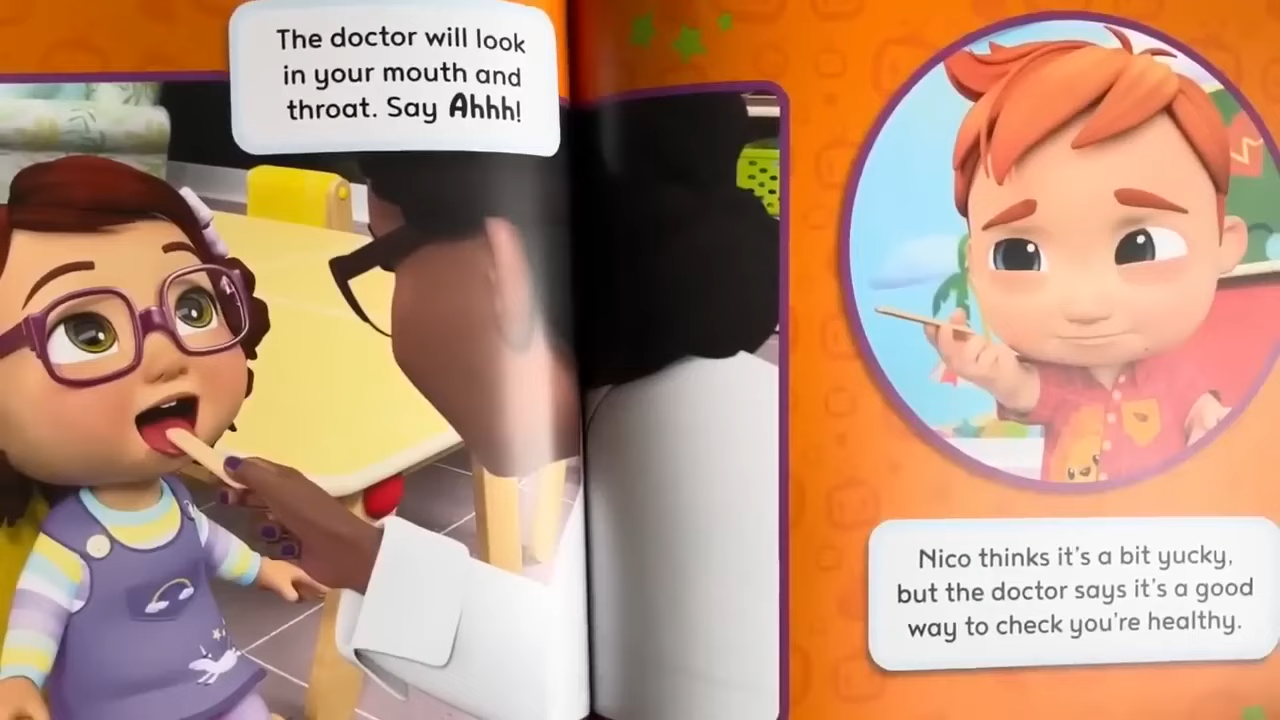 The doctor will look
in your mouth and
throat. Say Ahhh!
Nico thinks it's a bit yucky,
but the doctor says it's a good
way to check you're healthy.